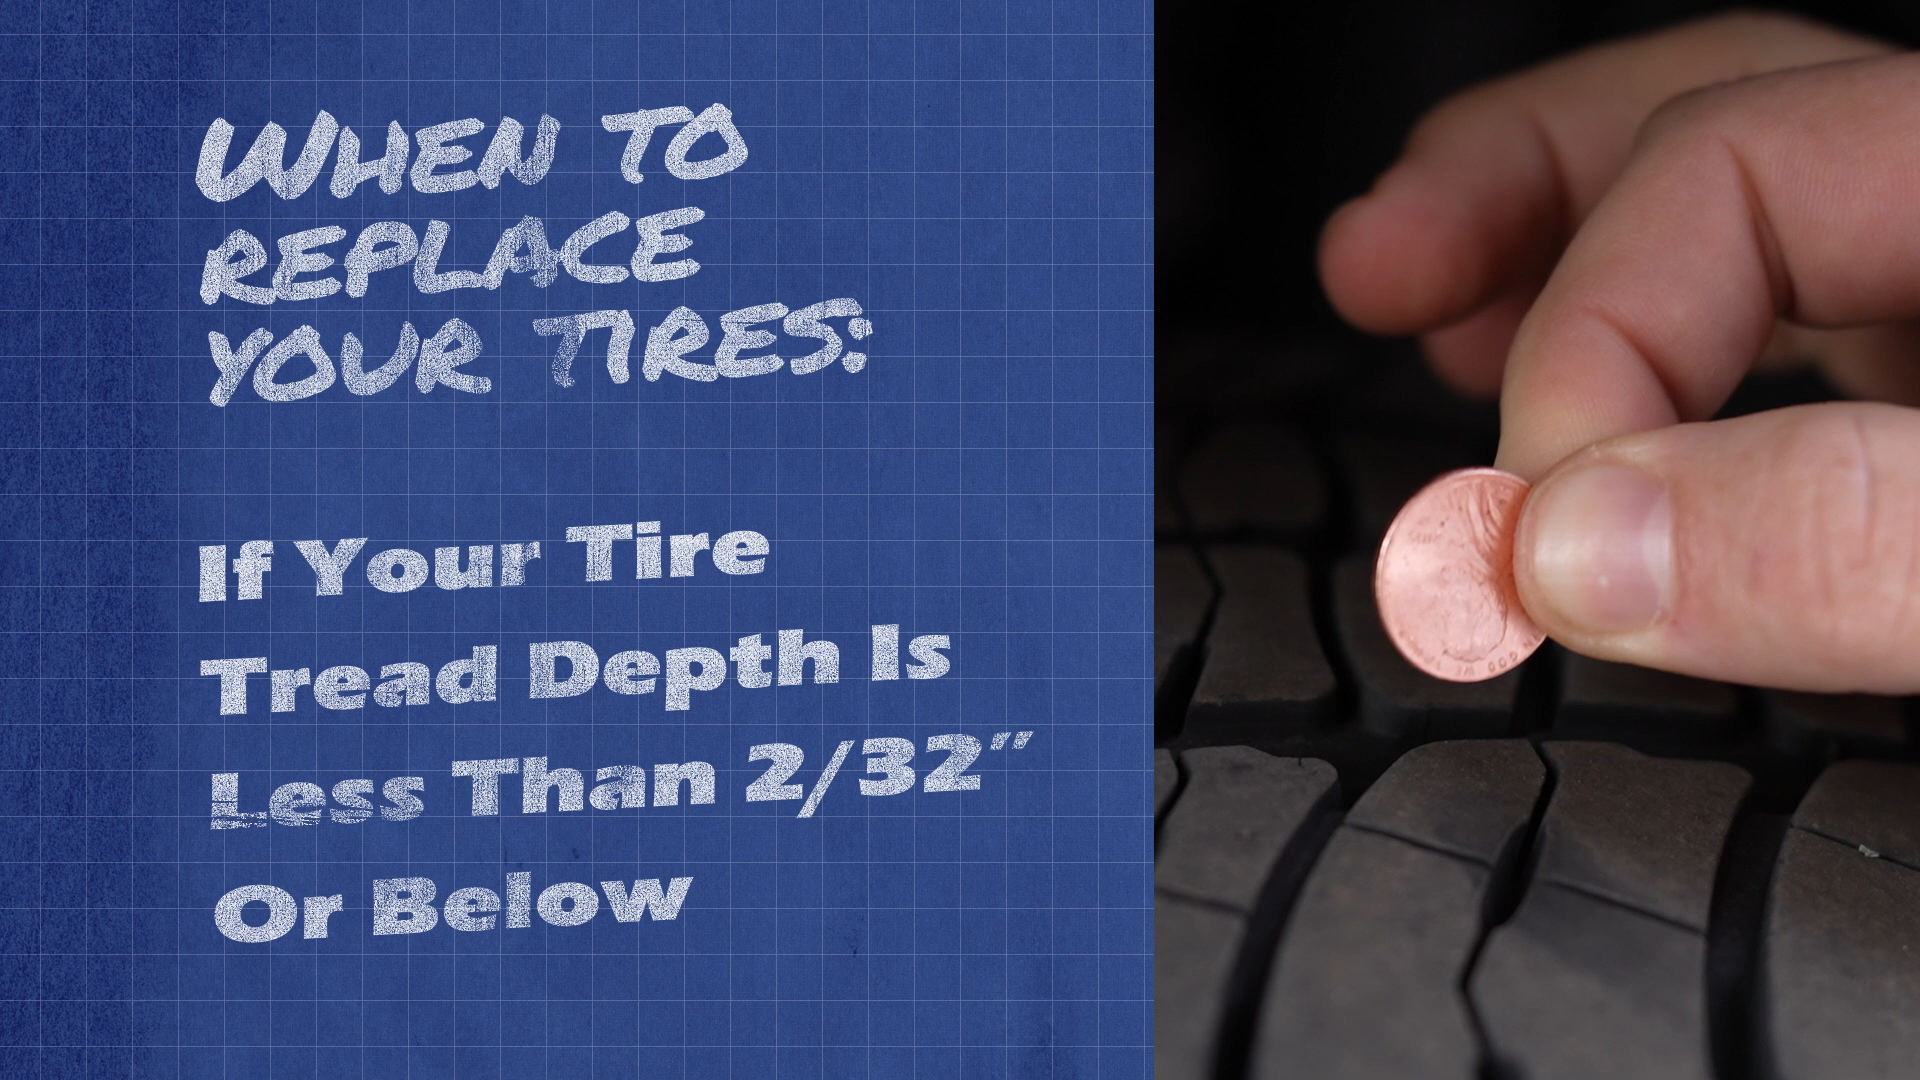 WHEN TO
REPLACE
YOUR TIRES:
If Your Tire
Tread Depth Is
Less Than 2/32"
Or Below